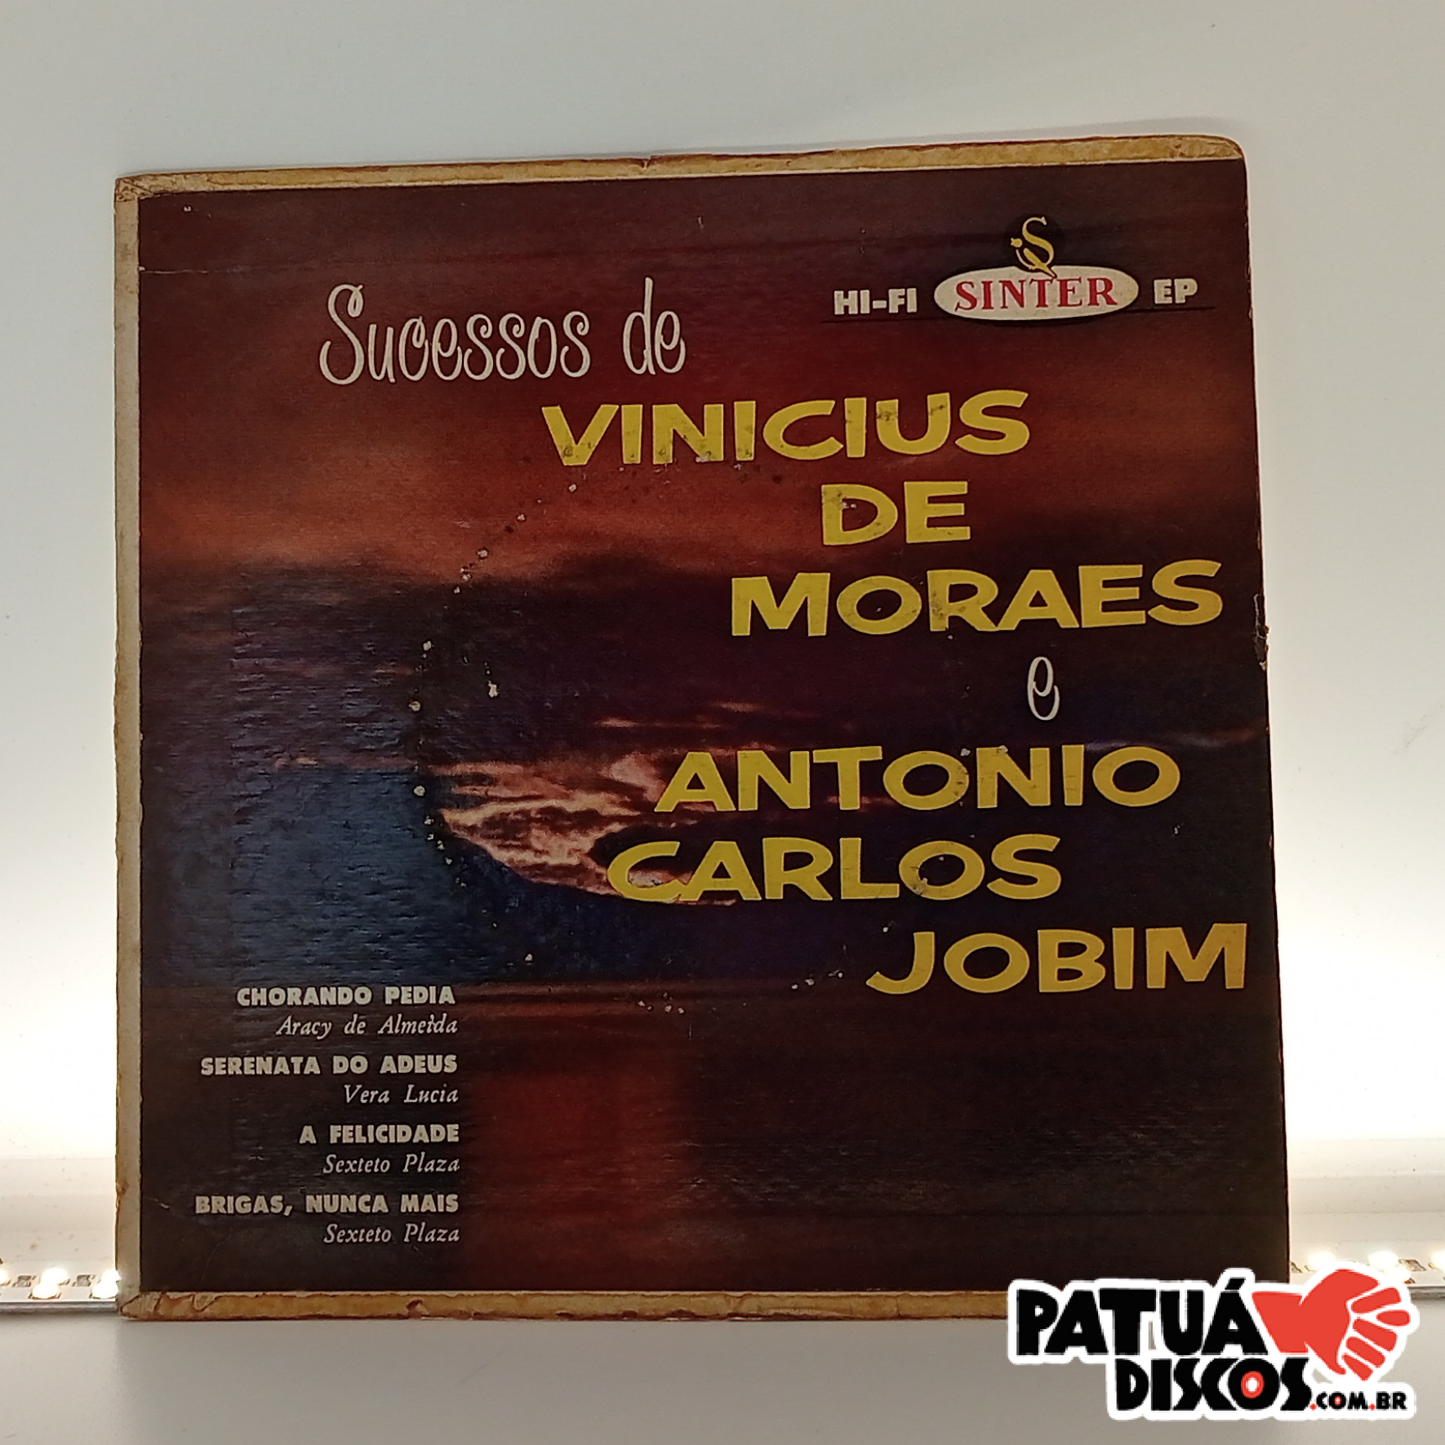 HI-FI SINTER EP
Sucessos de
VINICIUS
DE
MORAES
e
ANTONIO
CARLOS
JOBIM
CHORANDO PEDIA
Aracy de Almeida
SERENATA DO ADEUS
Vera Lucia
A FELICIDADE
Sexteto Plaza
BRIGAS, NUNCA MAIS
Sexteto Plaza
PATUÁ
DISCOS.COM.BR